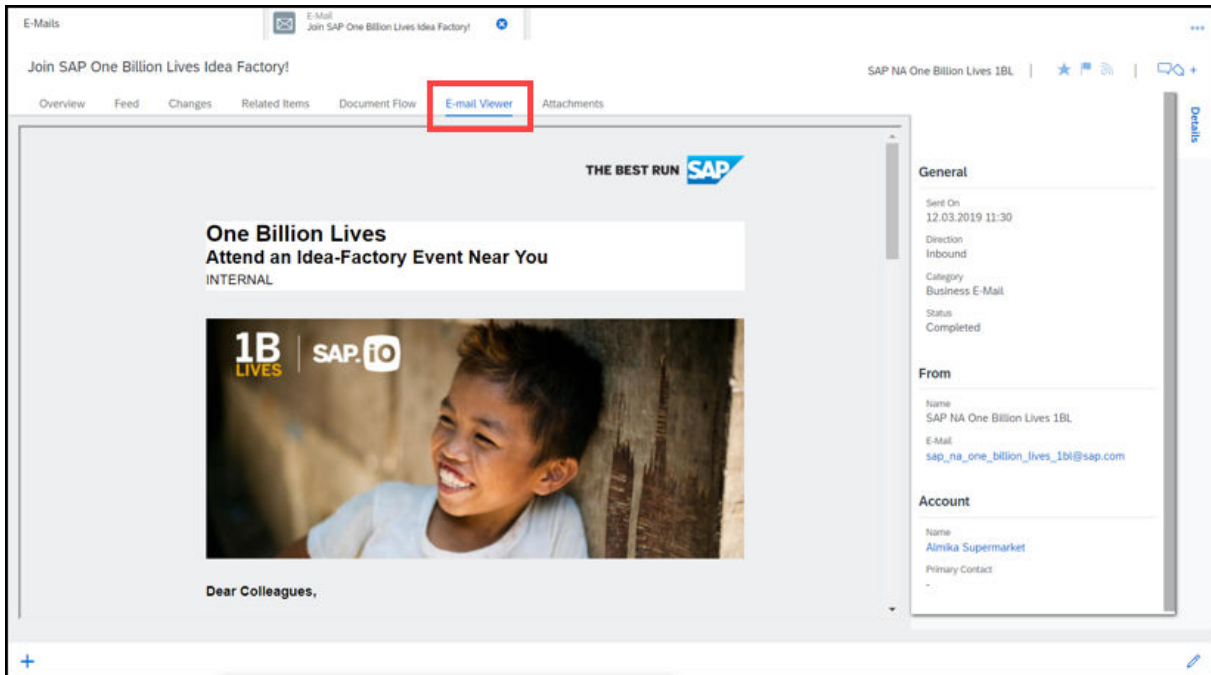 E-Mails
E-Mail
Join SAP One Billion Lives Idea Factory!
Join SAP One Billion Lives Idea Factory!
SAP NA One Billion Lives 1BL
Overview Feed Changes Related Items Document Flow E-mail Viewer Attachments
Details
THE BEST RUN SAP
One Billion Lives
Attend an Idea-Factory Event Near You
INTERNAL
1B
LIVES
SAP.iO
Dear Colleagues,
General
Sent On
12.03.2019 11:30
Direction
Inbound
Category
Business E-Mail
Status
Completed
From
Name
SAP NA One Billion Lives 1BL
E-Mail
sap_na_one_billion_lives_1bl@sap.com
Account
Name
Almika Supermarket
Primary Contact
-